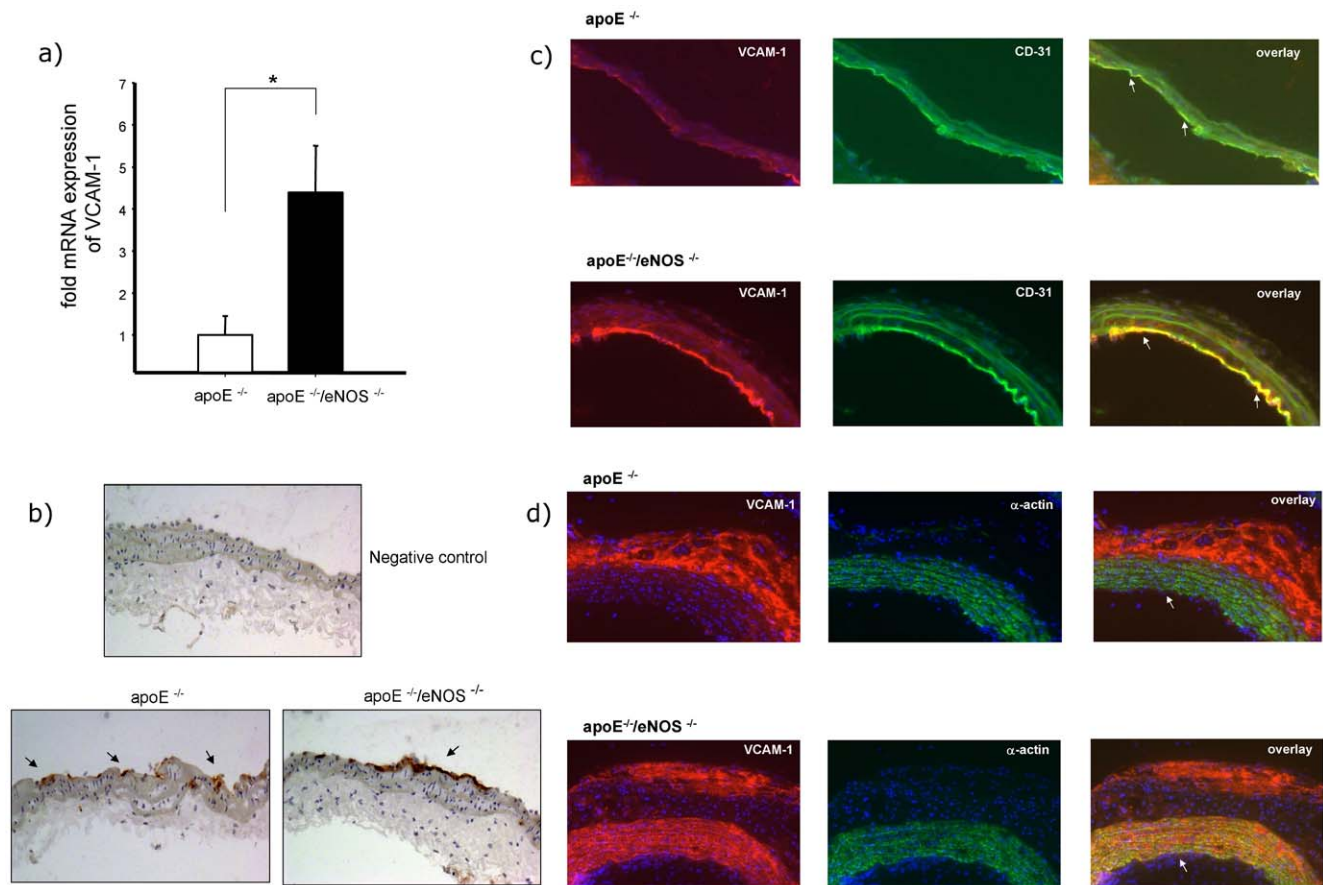 a)
*
7
6
5
4
3
2
1
fold mRNA expression
of VCAM-1
apoE -/-
apoE -/-/eNOS -/-
b)
Negative control
apoE -/-
apoE -/-/eNOS -/-
c)
apoE -/-
VCAM-1
CD-31
overlay
apoE-/-/eNOS -/-
VCAM-1
CD-31
overlay
d)
apoE -/-
VCAM-1
α-actin
overlay
apoE-/-/eNOS -/-
VCAM-1
α-actin
overlay